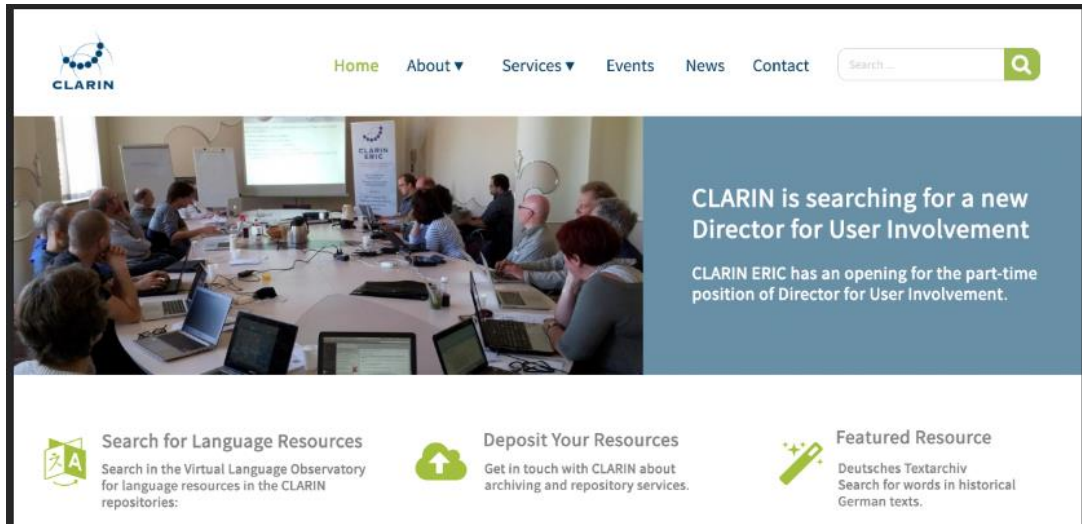 CLARIN
Home About ▾ Services ▾ Events News Contact Search ...
CLARIN
ERIC
CLARIN is searching for a new
Director for User Involvement
CLARIN ERIC has an opening for the part-time
position of Director for User Involvement.
Search for Language Resources
Search in the Virtual Language Observatory
for language resources in the CLARIN
repositories:
Deposit Your Resources
Get in touch with CLARIN about
archiving and repository services.
Featured Resource
Deutsches Textarchiv
Search for words in historical
German texts.